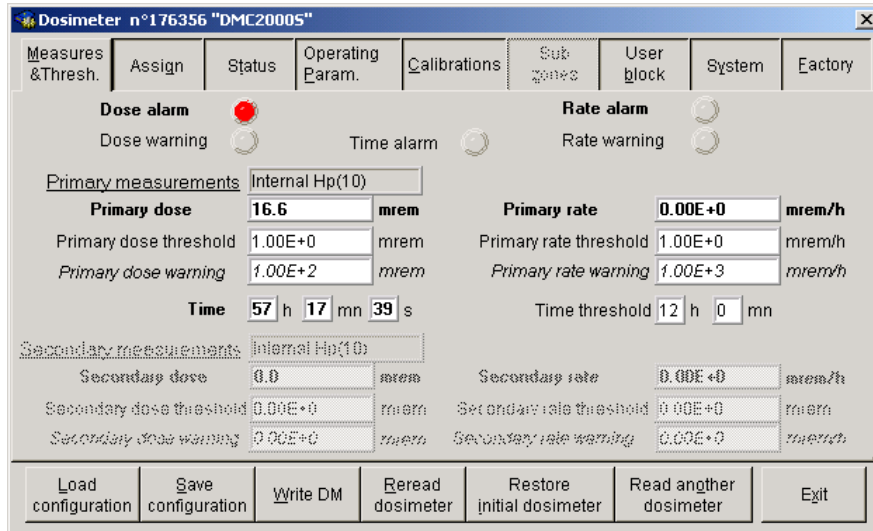 Dosimeter n°176356 "DMC2000S"
Measures &Thresh. Assign Status Operating Param. Calibrations Sub zones User block System Factory
Dose alarm Rate alarm
Dose warning Time alarm Rate warning
Primary measurements Internal Hp(10)
Primary dose 16.6 mrem Primary rate 0.00E+0 mrem/h
Primary dose threshold 1.00E+0 mrem Primary rate threshold 1.00E+0 mrem/h
Primary dose warning 1.00E+2 mrem Primary rate warning 1.00E+3 mrem/h
Time 57 h 17 mn 39 s Time threshold 12 h 0 mn
Secondary measurements Internal Hp(10)
Secondary dose 0.0 mrem Secondary rate 0.00E+0 mrem/h
Secondary dose threshold 0.00E+0 mrem Secondary rate threshold 0.00E+0 mrem
Secondary dose warning 0.00E+0 mrem Secondary rate warning 0.00E+0 mrem/h
Load configuration Save configuration Write DM Reread dosimeter Restore initial dosimeter Read another dosimeter Exit